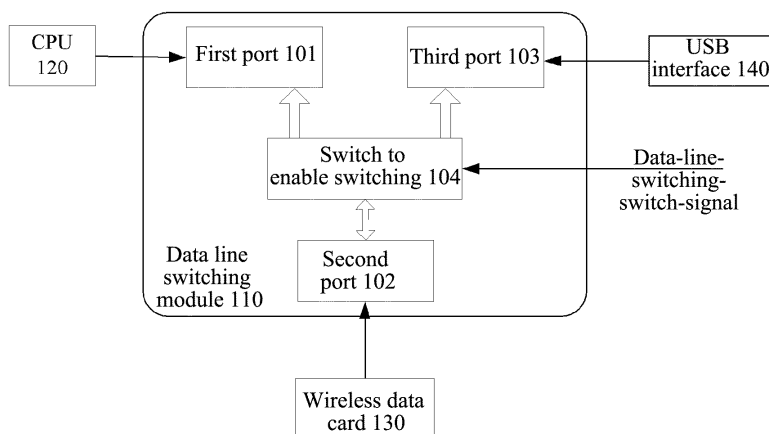 CPU
120
First port 101
Third port 103
USB
interface 140
Switch to
enable switching 104
Data-line-
switching-
switch-signal
Data line
switching
module 110
Second
port 102
Wireless data
card 130